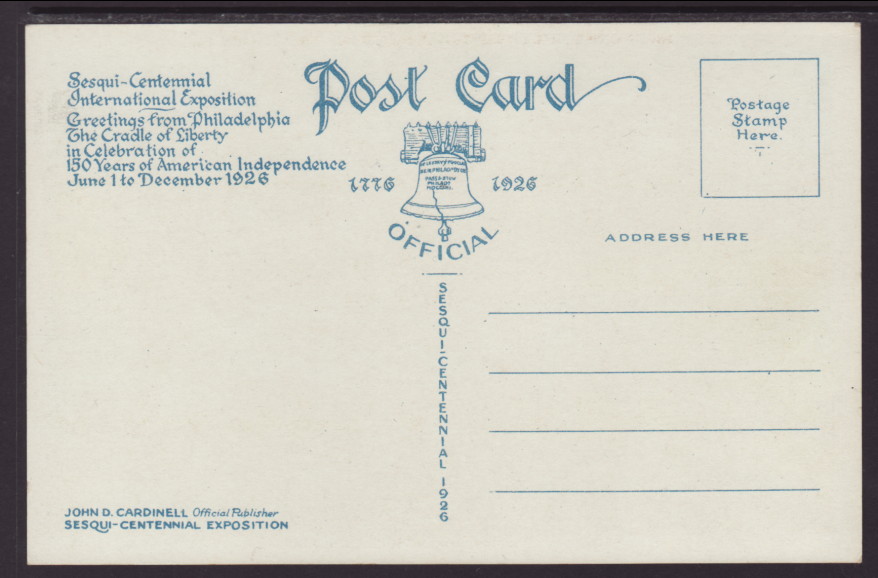 Sesqui-Centennial
International Exposition
Greetings from Philadelphia
The Cradle of Liberty
in Celebration of
150 Years of American Independence
June 1 to December 1926
Post Card
1776 1926
OFFICIAL
SESQUI-CENTENNIAL 1926
Postage
Stamp
Here.
ADDRESS HERE
JOHN D. CARDINELL Official Publisher
SESQUI-CENTENNIAL EXPOSITION